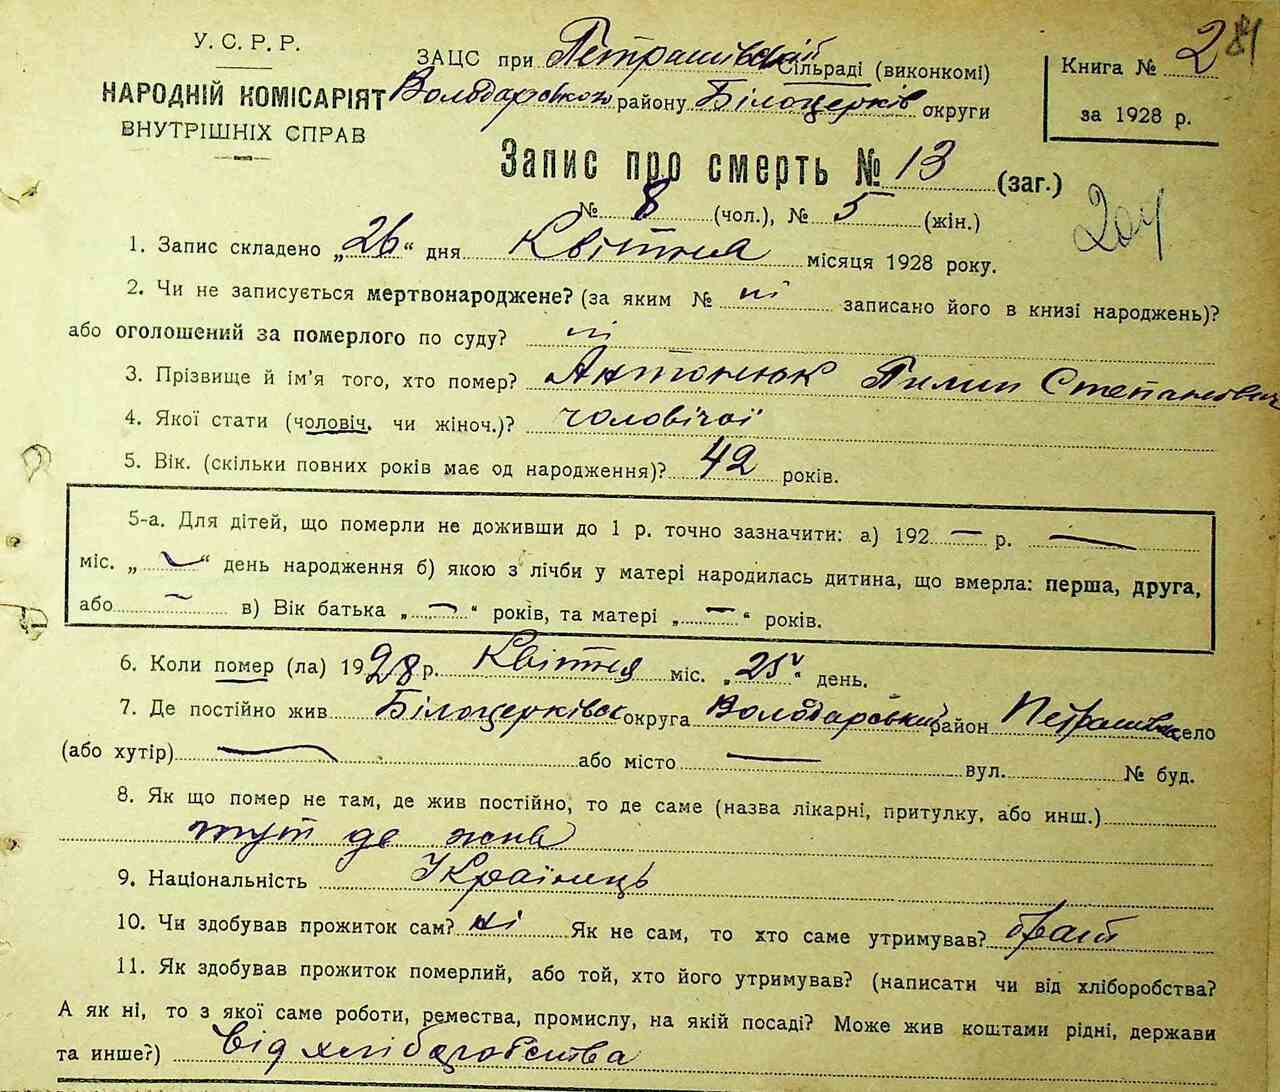 У. С. Р. Р.
НАРОДНІЙ КОМІСАРІЯТ
ВНУТРІШНІХ СПРАВ
ЗАЦС при Петрашівській Сільраді (виконкомі)
Володарського району Білоцерків округи
Книга № 2
за 1928 р.
Запис про смерть № 13 (заг.)
№ 8 (чол.), № 5 (жін.)
204
1. Запис складено „26“ дня Квітня місяця 1928 року.
2. Чи не записується мертвонароджене? (за яким № ні записано його в книзі народжень)?
або оголошений за померлого по суду? ні
3. Прізвище й ім'я того, хто помер? Антонюк Пилип Степанович
4. Якої стати (чоловіч. чи жіноч.)? чоловічої
5. Вік. (скільки повних років має од народження)? 42 років.
5-а. Для дітей, що померли не доживши до 1 р. точно зазначити: а) 192 — р. —
міс. „ — “ день народження б) якою з лічби у матері народилась дитина, що вмерла: перша, друга,
або — в) Вік батька „ — “ років, та матері „ — “ років.
6. Коли помер (ла) 1928 р. Квітня міс. „25“ день.
7. Де постійно жив Білоцерківск округа Володарський район Петрашівка село
(або хутір) — або місто — вул. № буд.
8. Як що помер не там, де жив постійно, то де саме (назва лікарні, притулку, або инш.)
тут де жив
9. Національність Українець
10. Чи здобував прожиток сам? ні Як не сам, то хто саме утримував? брат
11. Як здобував прожиток померлий, або той, хто його утримував? (написати чи від хліборобства?
А як ні, то з якої саме роботи, ремества, промислу, на якій посаді? Може жив коштами рідні, держави
та инше?) Від хліборобства